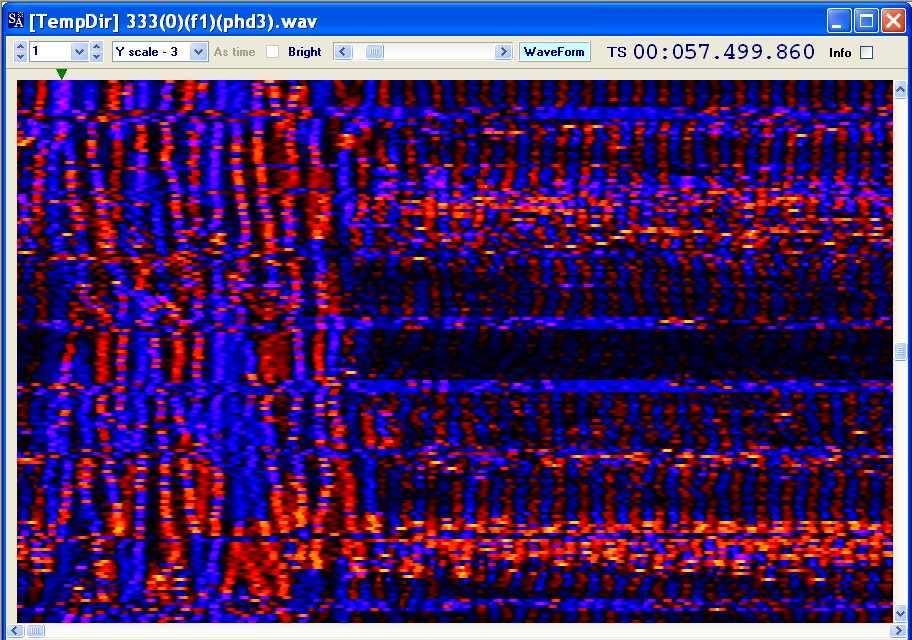 SA [TempDir] 333(0)(f1)(phd3).wav
1 Y scale - 3 As time Bright WaveForm TS 00:057.499.860 Info